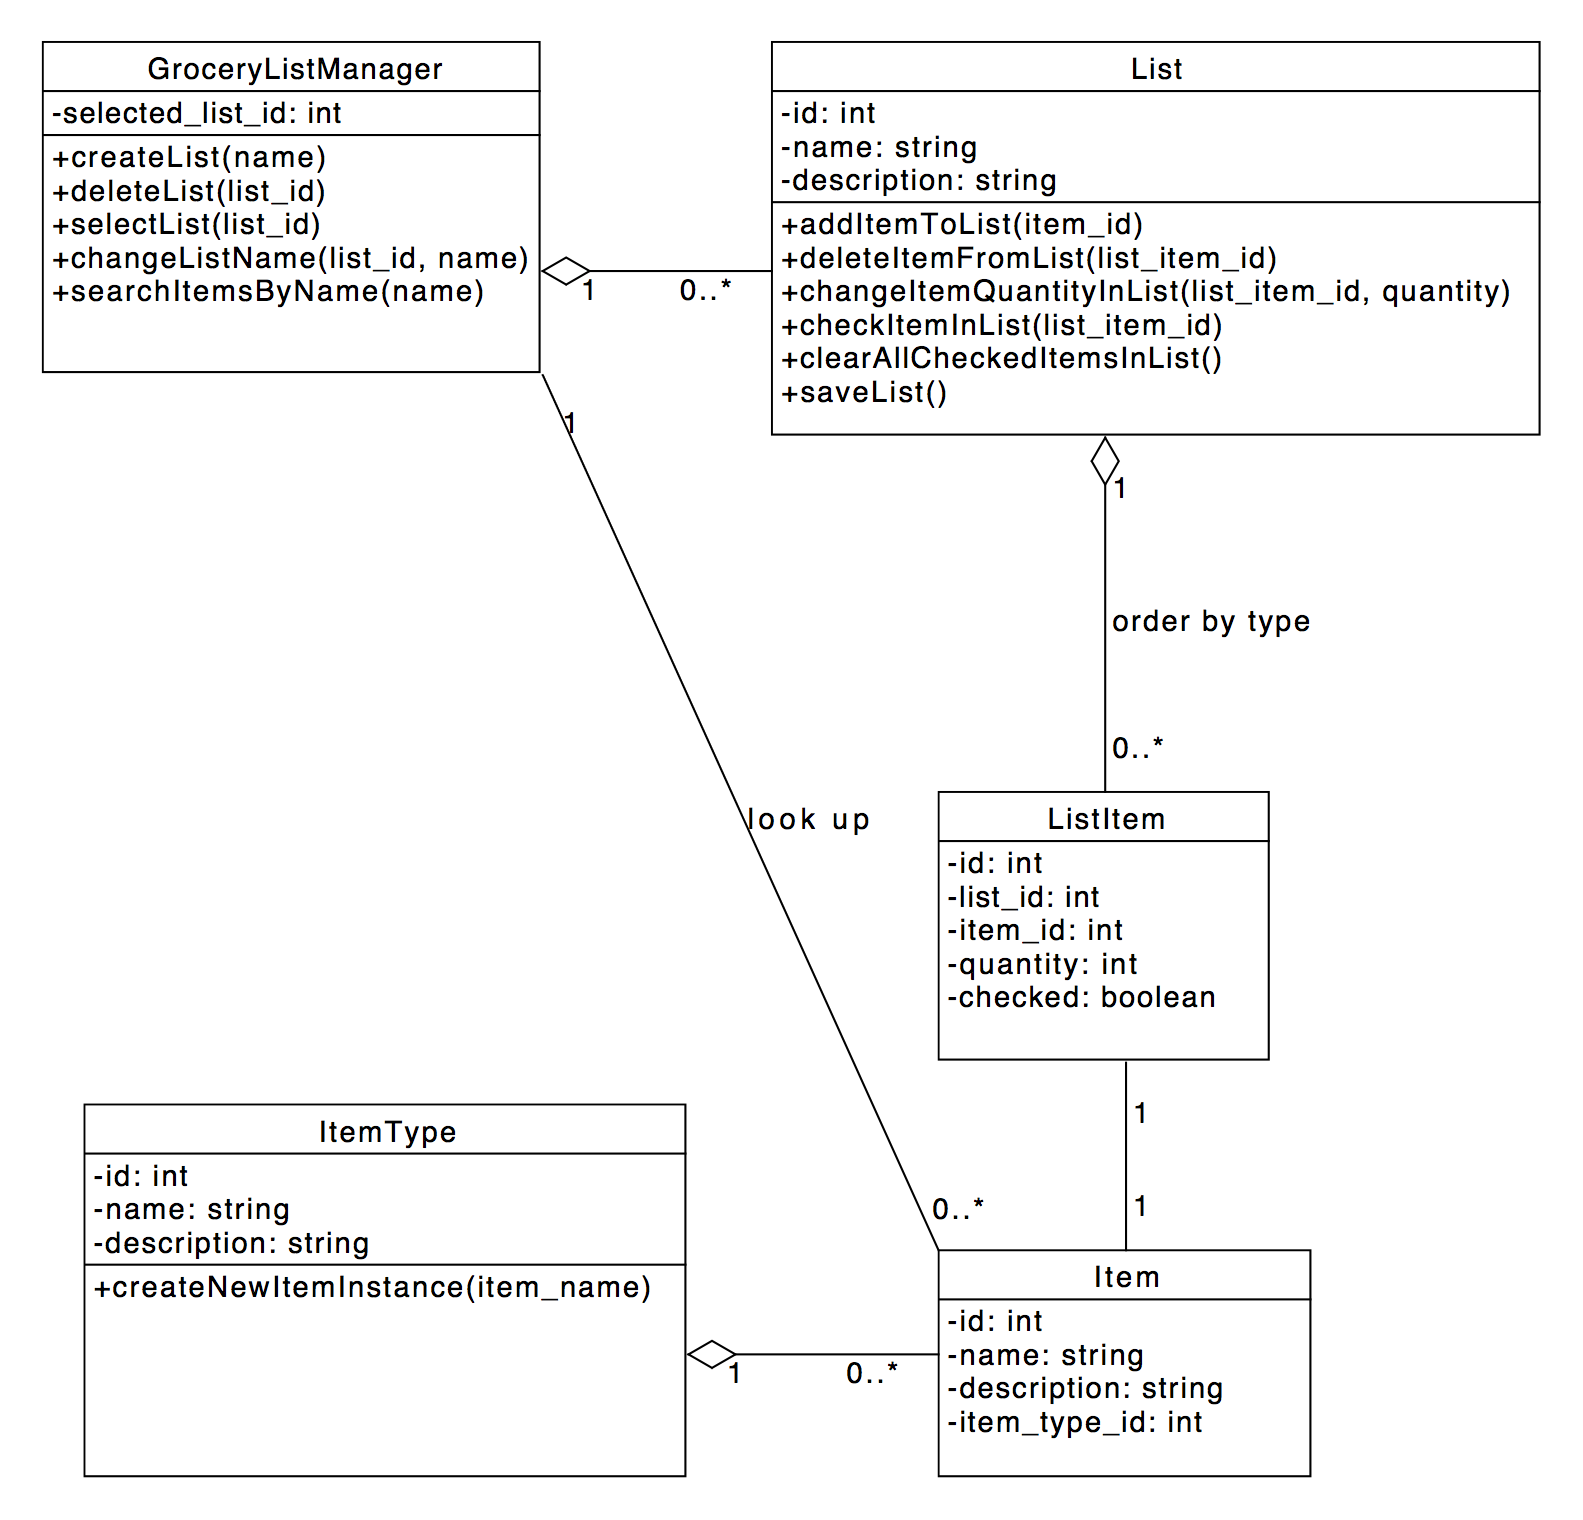 GroceryListManager
-selected_list_id: int
+createList(name)
+deleteList(list_id)
+selectList(list_id)
+changeListName(list_id, name)
+searchItemsByName(name)
1
0..*
List
-id: int
-name: string
-description: string
+addItemToList(item_id)
+deleteItemFromList(list_item_id)
+changeItemQuantityInList(list_item_id, quantity)
+checkItemInList(list_item_id)
+clearAllCheckedItemsInList()
+saveList()
1
1
order by type
0..*
look up
ListItem
-id: int
-list_id: int
-item_id: int
-quantity: int
-checked: boolean
1
1
0..*
ItemType
-id: int
-name: string
-description: string
+createNewItemInstance(item_name)
1
0..*
Item
-id: int
-name: string
-description: string
-item_type_id: int